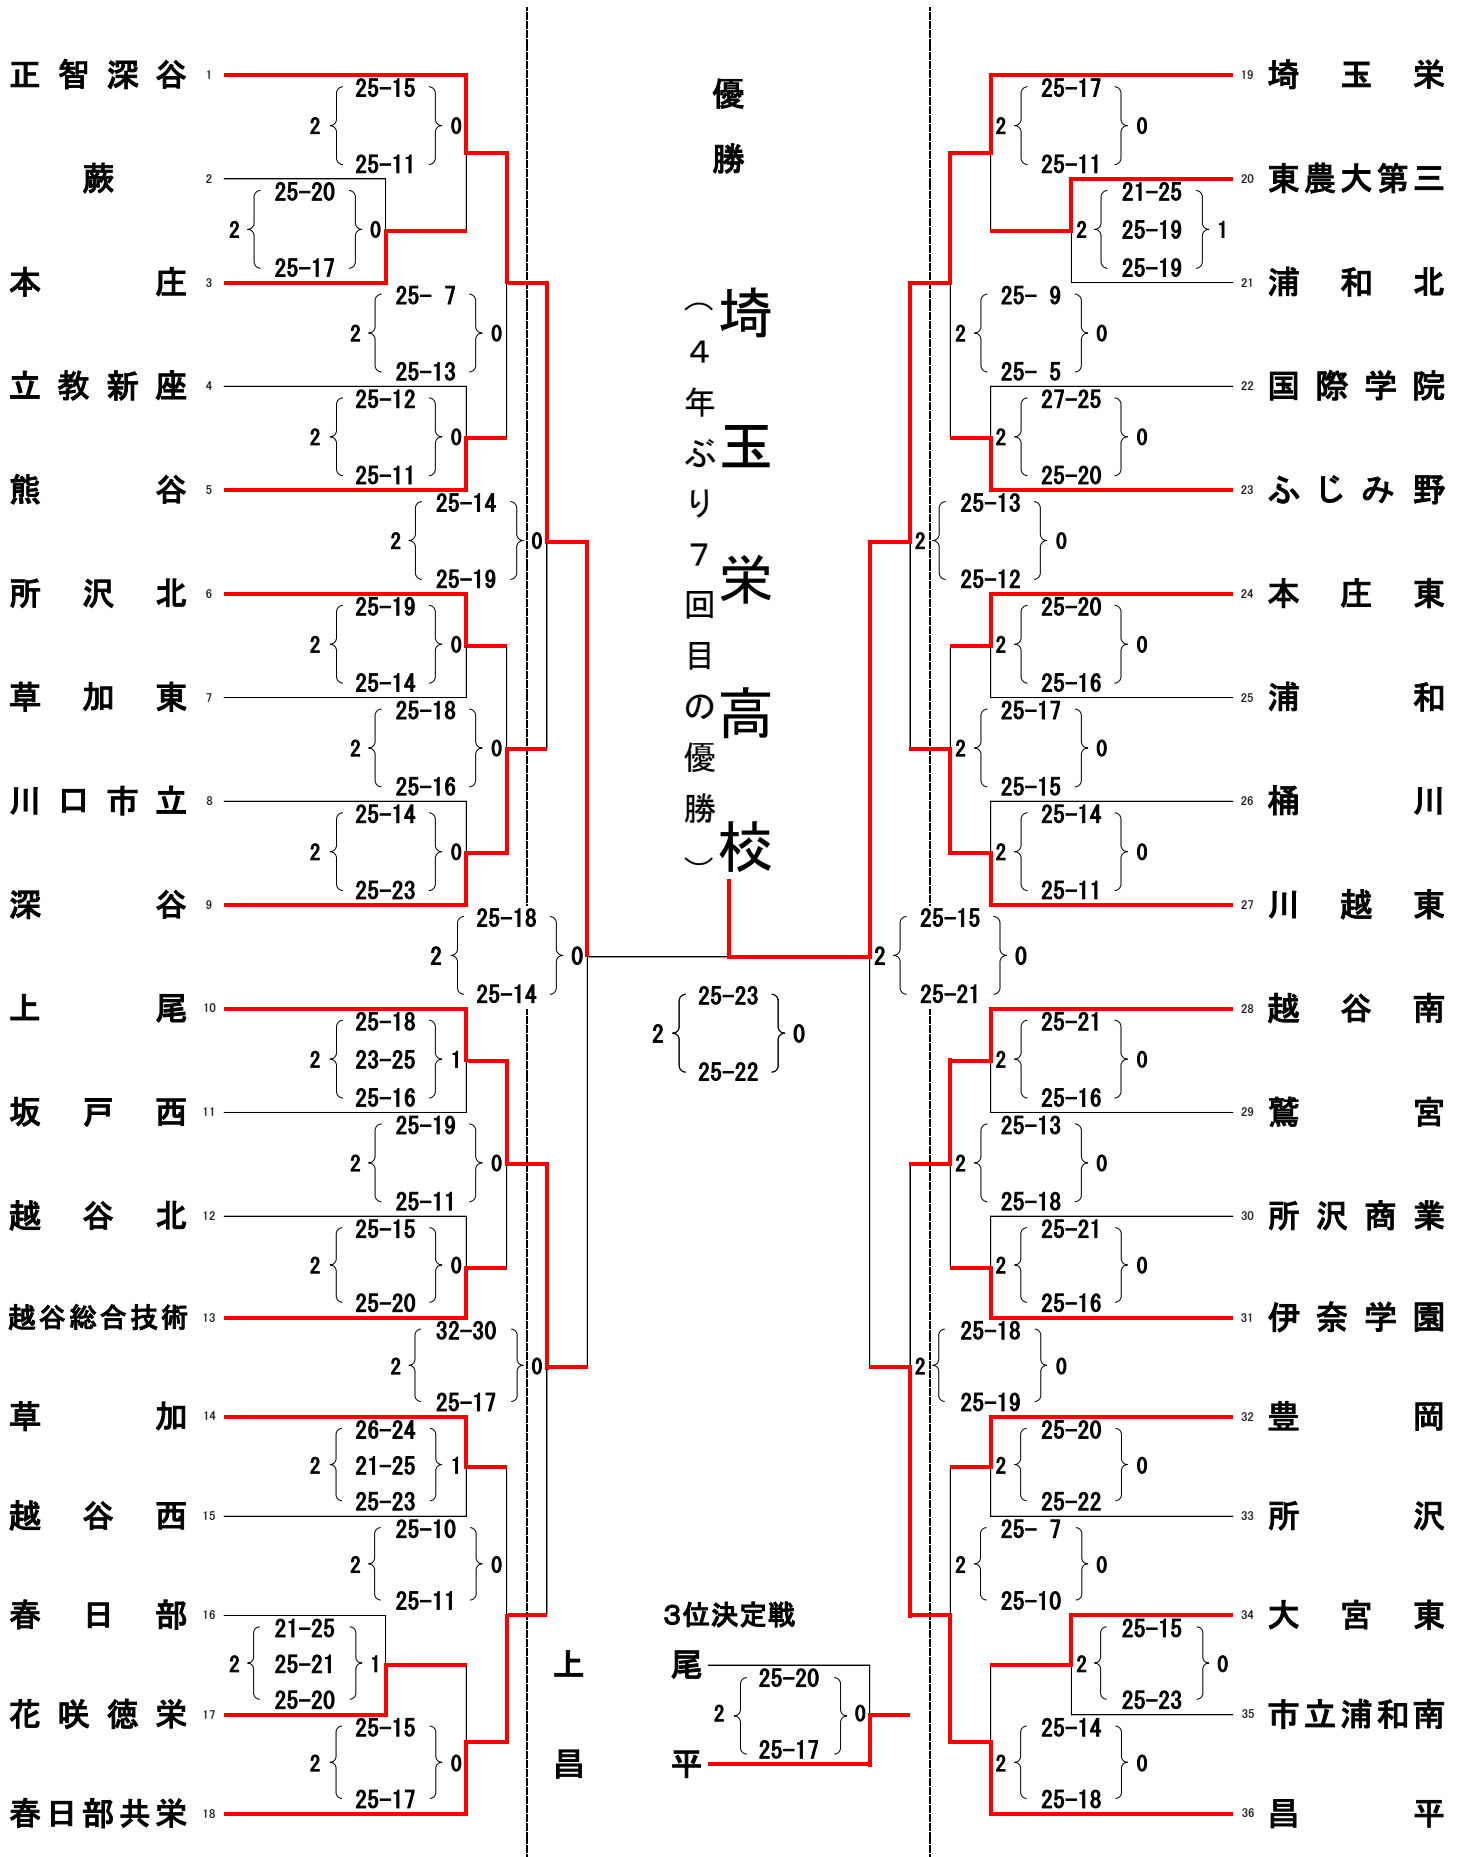 正智深谷 1
25-15
2 0
25-11
蕨 2
25-20
2 0
25-17
本庄 3
25- 7
2 0
25-13
立教新座 4
25-12
2 0
25-11
熊谷 5
25-14
2 0
25-19
所沢北 6
25-19
2 0
25-14
草加東 7
25-18
2 0
25-16
川口市立 8
25-14
2 0
25-23
深谷 9
25-18
2 0
25-14
上尾 10
25-18
2 23-25 1
25-16
坂戸西 11
25-19
2 0
25-11
越谷北 12
25-15
2 0
25-20
越谷総合技術 13
32-30
2 0
25-17
草加 14
26-24
2 21-25 1
25-23
越谷西 15
25-10
2 0
25-11
春日部 16
21-25
2 25-21 1
25-20
花咲徳栄 17
25-15
2 0
25-17
春日部共栄 18
優勝
埼玉栄高校
（4年ぶり7回目の優勝）
25-23
2 0
25-22
3位決定戦
上尾
25-20
2 0
25-17
昌平
19 埼玉栄
25-17
2 0
25-11
20 東農大第三
21-25
2 25-19 1
25-19
21 浦和北
25- 9
2 0
25- 5
22 国際学院
27-25
2 0
25-20
23 ふじみ野
25-13
2 0
25-12
24 本庄東
25-20
2 0
25-16
25 浦和
25-17
2 0
25-15
26 桶川
25-14
2 0
25-11
27 川越東
25-15
2 0
25-21
28 越谷南
25-21
2 0
25-16
29 鷲宮
25-13
2 0
25-18
30 所沢商業
25-21
2 0
25-16
31 伊奈学園
25-18
2 0
25-19
32 豊岡
25-20
2 0
25-22
33 所沢
25- 7
2 0
25-10
34 大宮東
25-15
2 0
25-23
35 市立浦和南
25-14
2 0
25-18
36 昌平